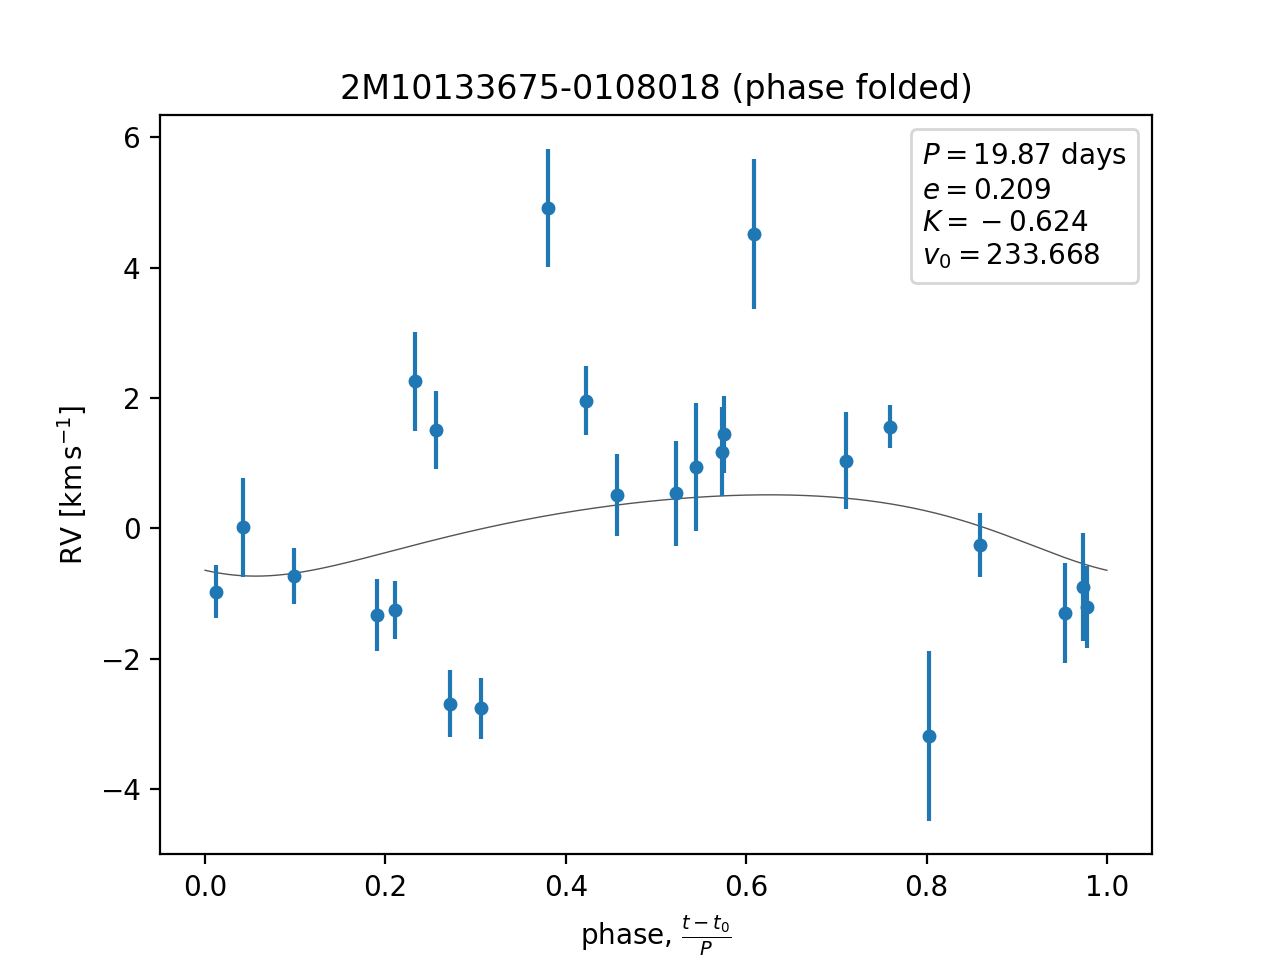 2M10133675-0108018 (phase folded)
P = 19.87 days
e = 0.209
K = −0.624
v₀ = 233.668
RV [km s⁻¹]
6
4
2
0
−2
−4
0.0 0.2 0.4 0.6 0.8 1.0
phase, (t − t₀)/P